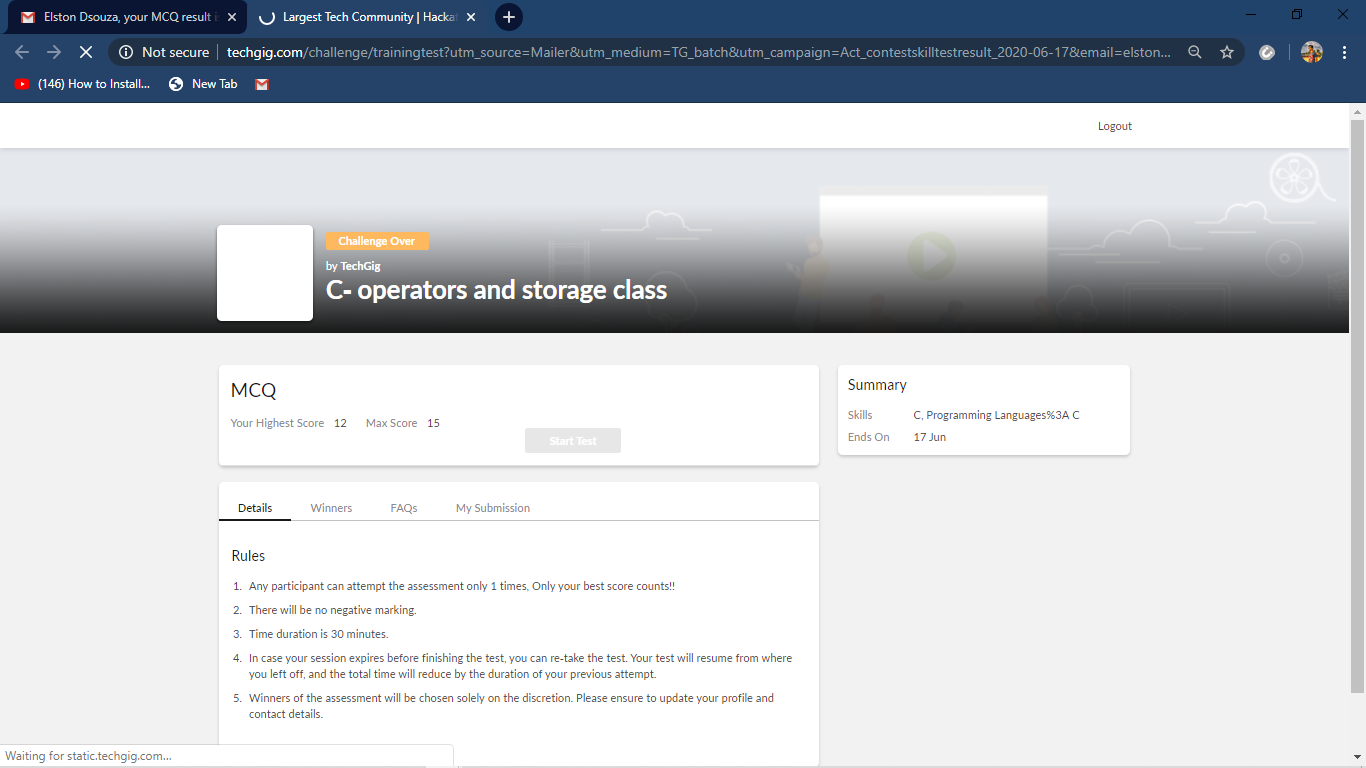 Elston Dsouza, your MCQ result i
Largest Tech Community | Hacka
Not secure
techgig.com/challenge/trainingtest?utm_source=Mailer&utm_medium=TG_batch&utm_campaign=Act_contestskilltestresult_2020-06-17&email=elston...
(146) How to Install...
New Tab
Logout
Challenge Over
by TechGig
C- operators and storage class
MCQ
Your Highest Score 12 Max Score 15
Start Test
Summary
Skills C, Programming Languages%3A C
Ends On 17 Jun
Details Winners FAQs My Submission
Rules
1. Any participant can attempt the assessment only 1 times, Only your best score counts!!
2. There will be no negative marking.
3. Time duration is 30 minutes.
4. In case your session expires before finishing the test, you can re-take the test. Your test will resume from where
you left off, and the total time will reduce by the duration of your previous attempt.
5. Winners of the assessment will be chosen solely on the discretion. Please ensure to update your profile and
contact details.
Waiting for static.techgig.com...